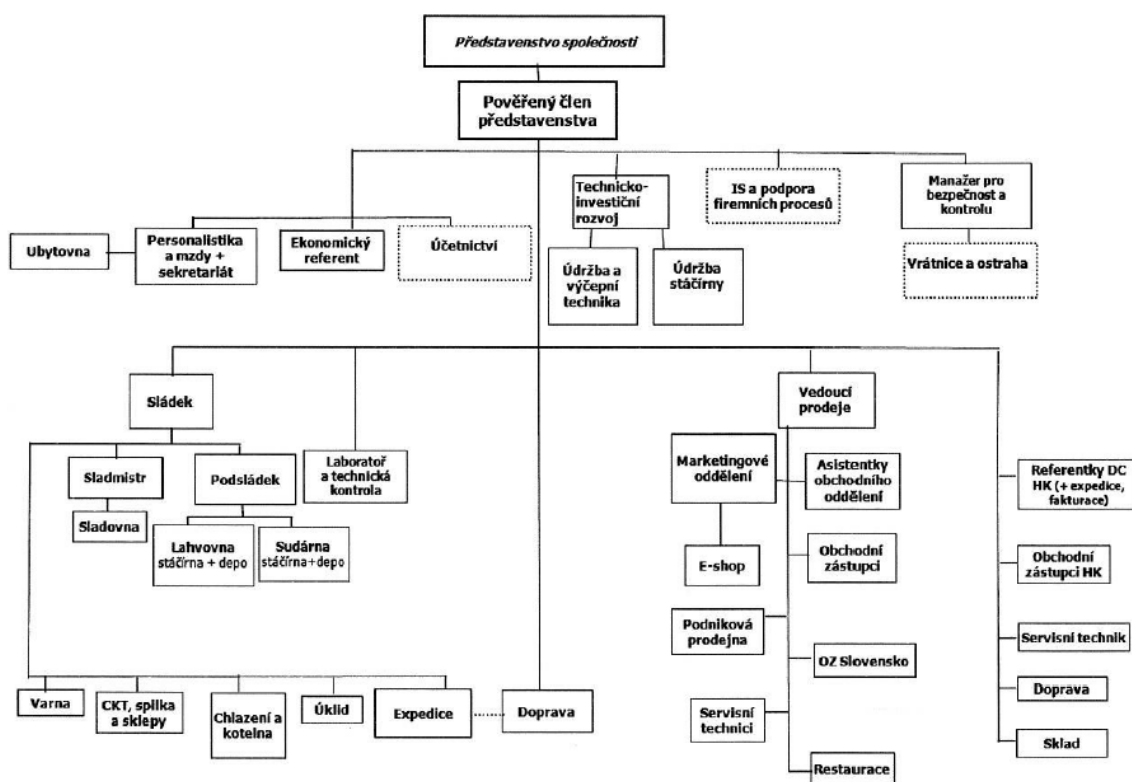 Představenstvo společnosti
Pověřený člen
představenstva
Technicko-
investiční
rozvoj
IS a podpora
firemních procesů
Manažer pro
bezpečnost a
kontrolu
Ubytovna
Personalistika
a mzdy +
sekretariát
Ekonomický
referent
Účetnictví
Údržba a
výčepní
technika
Údržba
stáčírny
Vrátnice a ostraha
Sládek
Vedoucí
prodeje
Sladmistr
Podsládek
Laboratoř
a technická
kontrola
Marketingové
oddělení
Asistentky
obchodního
oddělení
Referentky DC
HK (+ expedice,
fakturace)
Sladovna
Lahvovna
stáčírna + depo
Sudárna
stáčírna+depo
E-shop
Obchodní
zástupci
Obchodní
zástupci HK
Podniková
prodejna
Servisní technik
OZ Slovensko
Varna
CKT, spilka
a sklepy
Chlazení a
kotelna
Úklid
Expedice
Doprava
Servisní
technici
Doprava
Sklad
Restaurace